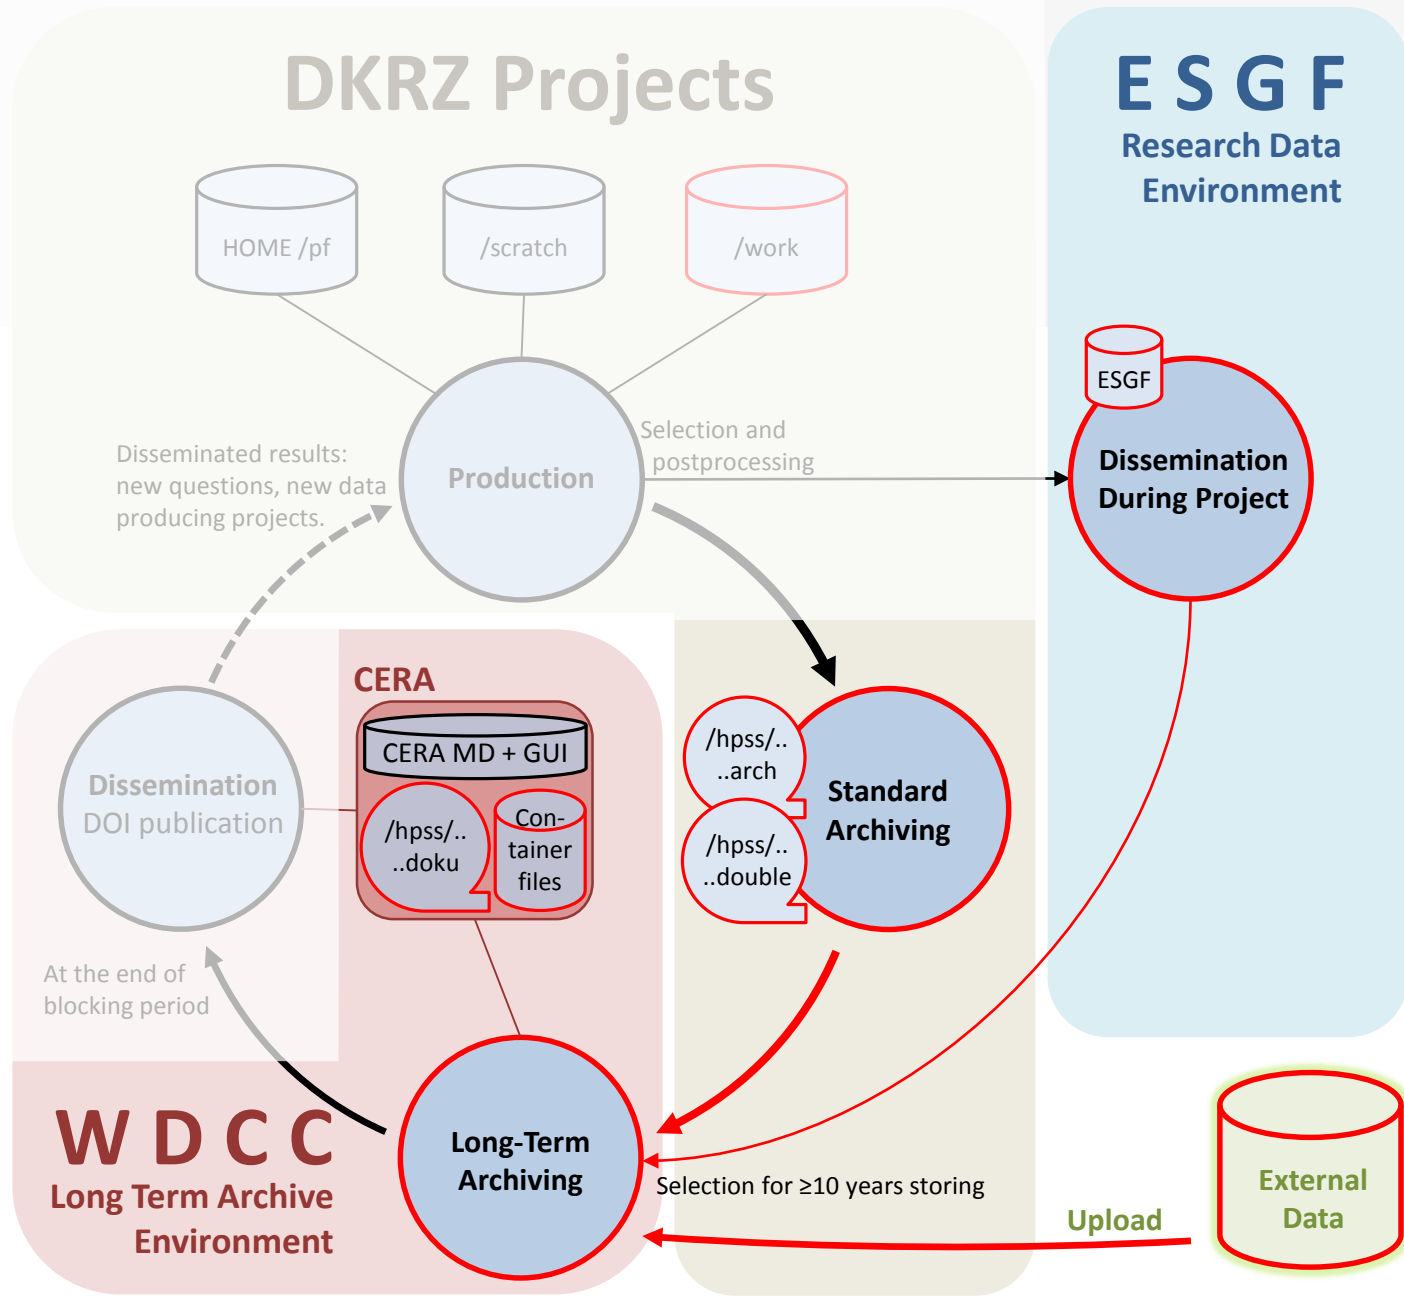 DKRZ Projects
E S G F
Research Data
Environment
HOME /pf
/scratch
/work
ESGF
Selection and
postprocessing
Disseminated results:
new questions, new data
producing projects.
Production
Dissemination
During Project
CERA
CERA MD + GUI
/hpss/..
...doku
Con-
tainer
files
/hpss/..
..arch
/hpss/..
..double
Standard
Archiving
Dissemination
DOI publication
At the end of
blocking period
W D C C
Long Term Archive
Environment
Long-Term
Archiving
Selection for ≥10 years storing
Upload
External
Data